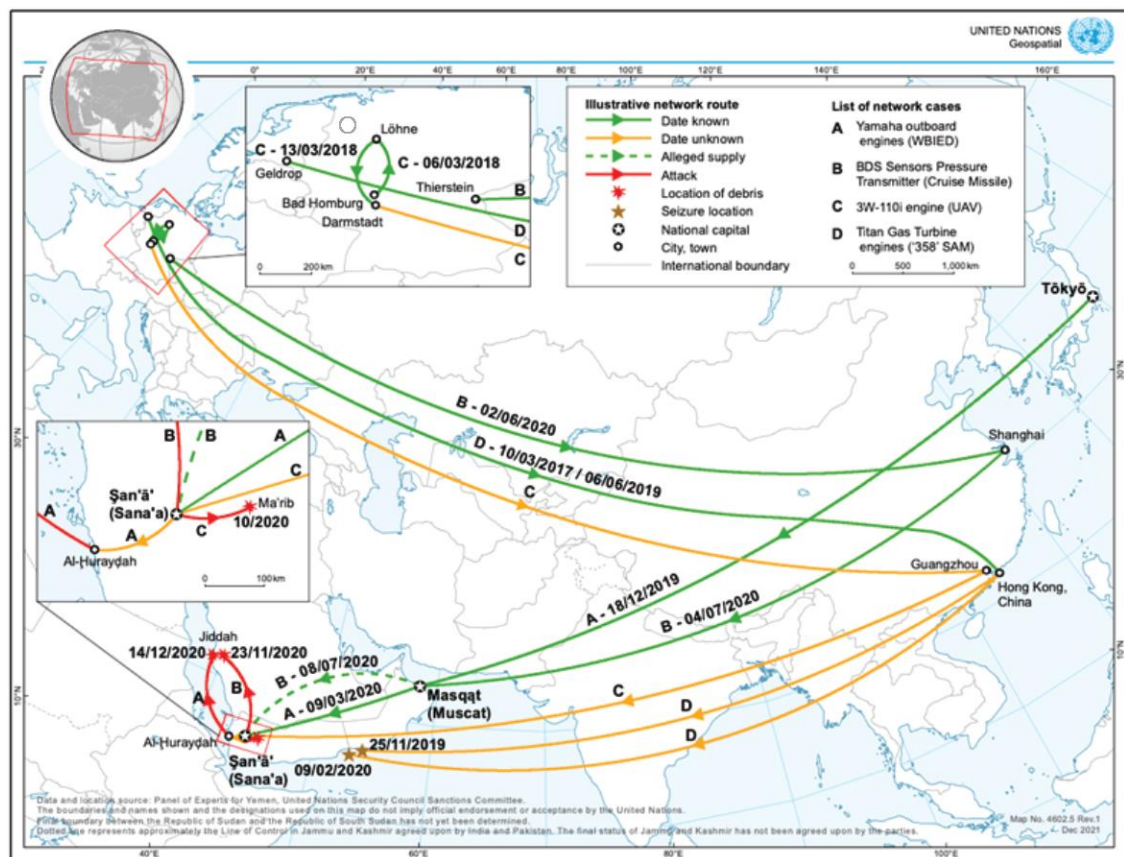 UNITED NATIONS
Geospatial
0°
20°E
40°E
60°E
80°E
100°E
120°E
140°E
160°E
Illustrative network route
Date known
Date unknown
Alleged supply
Attack
Location of debris
Seizure location
National capital
City, town
International boundary
List of network cases
A Yamaha outboard
engines (WBIED)
B BDS Sensors Pressure
Transmitter (Cruise Missile)
C 3W-110i engine (UAV)
D Titan Gas Turbine
engines (‘358’ SAM)
0 500 1,000 km
Löhne
C - 13/03/2018
C - 06/03/2018
Geldrop
Thierstein
B
Bad Homburg
Darmstadt
D
C
0 200 km
Tōkyō
30°N
B - 02/06/2020
Shanghai
D - 10/03/2017 / 06/06/2019
C
30°N
B
B
A
C
Şan'ā'
(Sana'a)
Ma'rib
A
10/2020
A
C
Al-Ḩuraydah
0 100 km
Guangzhou
Hong Kong,
China
A - 18/12/2019
B - 04/07/2020
10°N
Jiddah
14/12/2020
23/11/2020
B - 08/07/2020
A - 09/03/2020
Masqaţ
(Muscat)
10°N
A
B
C
D
D
Al-Ḩuraydah
Şan'ā'
(Sana'a)
25/11/2019
09/02/2020
Data and location source: Panel of Experts for Yemen, United Nations Security Council Sanctions Committee.
The boundaries and names shown and the designations used on this map do not imply official endorsement or acceptance by the United Nations.
Final boundary between the Republic of Sudan and the Republic of South Sudan has not yet been determined.
Dotted line represents approximately the Line of Control in Jammu and Kashmir agreed upon by India and Pakistan. The final status of Jammu and Kashmir has not been agreed upon by the parties.
Map No. 4602.5 Rev.1
Dec 2021
40°E
60°E
80°E
100°E